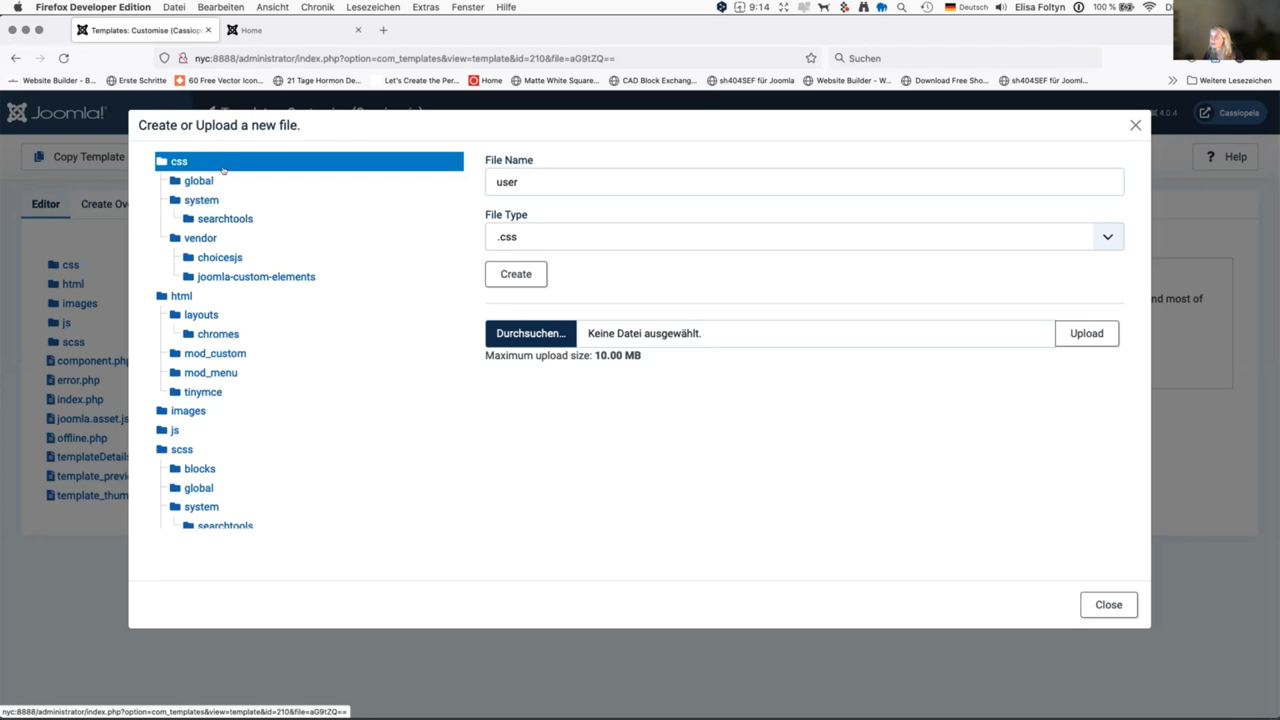 Firefox Developer Edition Datei Bearbeiten Ansicht Chronik Lesezeichen Extras Fenster Hilfe 9:14 Deutsch Elisa Foltyn 100 %
Templates: Customise (Cassiop
Home
nyc:8888/administrator/index.php?option=com_templates&view=template&id=210&file=aG9tZQ==
Suchen
Website Builder - B... Erste Schritte 60 Free Vector Icon... 21 Tage Hormon De... Let's Create the Per... Home Matte White Square... CAD Block Exchang... sh404SEF für Joomla Website Builder - W... Download Free Sho... sh404SEF für Jooml... Weitere Lesezeichen
Joomla! 4.0.4 Cassiopeia
Create or Upload a new file.
Copy Template
Help
Editor
Create Ov
css
html
images
js
scss
component.php
error.php
index.php
joomla.asset.js
offline.php
templateDetails
template_previ
template_thum
nd most of
css
global
system
searchtools
vendor
choicesjs
joomla-custom-elements
html
layouts
chromes
mod_custom
mod_menu
tinymce
images
js
scss
blocks
global
system
searchtools
File Name
user
File Type
.css
Create
Durchsuchen... Keine Datei ausgewählt. Upload
Maximum upload size: 10.00 MB
Close
nyc:8888/administrator/index.php?option=com_templates&view=template&id=210&file=aG9tZQ==